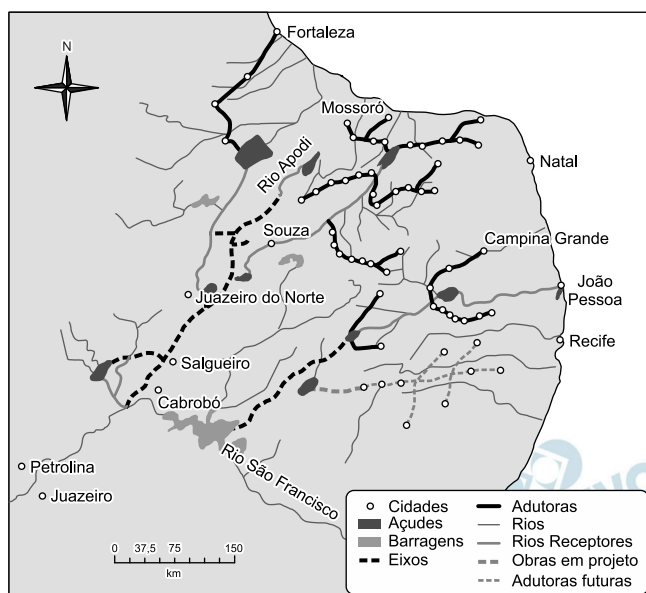 Fortaleza
N
Mossoró
Rio Apodi
Natal
Souza
Campina Grande
João
Pessoa
Juazeiro do Norte
Recife
Salgueiro
Cabrobó
Rio São Francisco
Petrolina
Juazeiro
0 37,5 75 150
km
Cidades
Açudes
Barragens
Eixos
Adutoras
Rios
Rios Receptores
Obras em projeto
Adutoras futuras